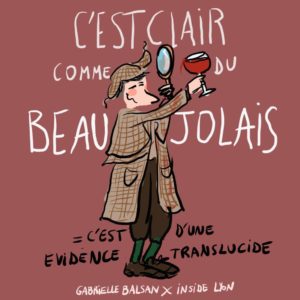 C'EST CLAIR
COMME DU
BEAUJOLAIS
= C'EST D'UNE
EVIDENCE TRANSLUCIDE
GABRIELLE BALSAN X INSIDE LYON